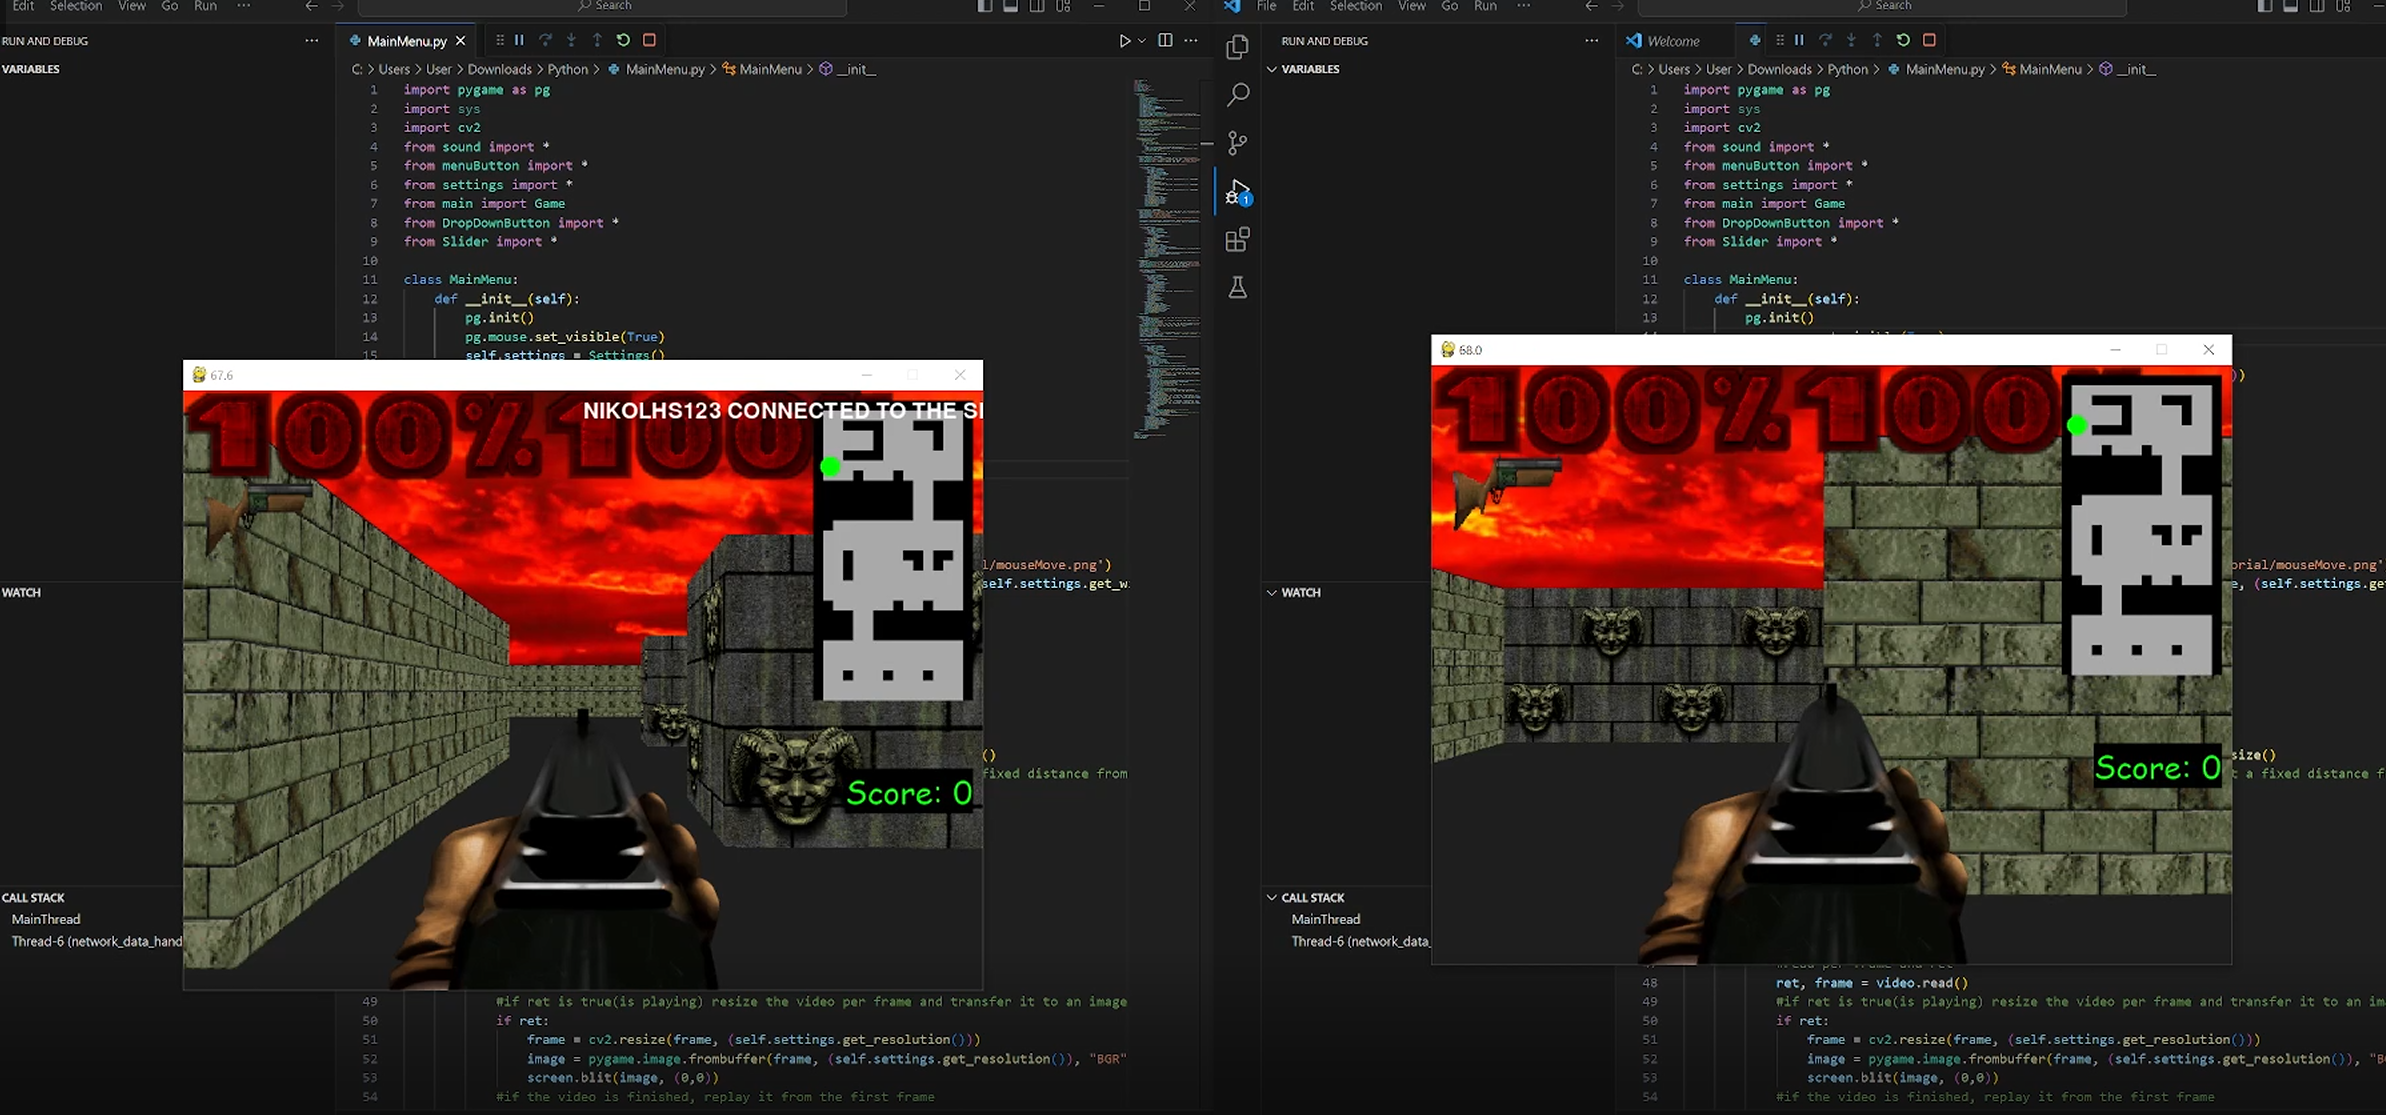 Edit Selection View Go Run ··· Search
RUN AND DEBUG ···
VARIABLES
MainMenu.py
C: > Users > User > Downloads > Python > MainMenu.py > MainMenu > __init__
1 import pygame as pg
2 import sys
3 import cv2
4 from sound import *
5 from menuButton import *
6 from settings import *
7 from main import Game
8 from DropDownButton import *
9 from Slider import *
10
11 class MainMenu:
12 def __init__(self):
13 pg.init()
14 pg.mouse.set_visible(True)
15 self.settings = Settings()
67.6
100% 100
NIKOLHS123 CONNECTED TO THE
Score: 0
l/mouseMove.png')
self.settings.get_w
()
fixed distance from
WATCH
CALL STACK
MainThread
Thread-6 (network_data_hand
49 #if ret is true(is playing) resize the video per frame and transfer it to an image
50 if ret:
51 frame = cv2.resize(frame, (self.settings.get_resolution()))
52 image = pygame.image.frombuffer(frame, (self.settings.get_resolution()), "BGR"
53 screen.blit(image, (0,0))
54 #if the video is finished, replay it from the first frame
File Edit Selection View Go Run ··· Search
RUN AND DEBUG ···
VARIABLES
1
Welcome
C: > Users > User > Downloads > Python > MainMenu.py > MainMenu > __init__
1 import pygame as pg
2 import sys
3 import cv2
4 from sound import *
5 from menuButton import *
6 from settings import *
7 from main import Game
8 from DropDownButton import *
9 from Slider import *
10
11 class MainMenu:
12 def __init__(self):
13 pg.init()
68.0
100% 100
Score: 0
)
orial/mouseMove.png'
e, (self.settings.ge
size()
t a fixed distance f
WATCH
CALL STACK
MainThread
Thread-6 (network_data_
48 ret, frame = video.read()
49 #if ret is true(is playing) resize the video per frame and transfer it to an im
50 if ret:
51 frame = cv2.resize(frame, (self.settings.get_resolution()))
52 image = pygame.image.frombuffer(frame, (self.settings.get_resolution()), "B
53 screen.blit(image, (0,0))
54 #if the video is finished, replay it from the first frame